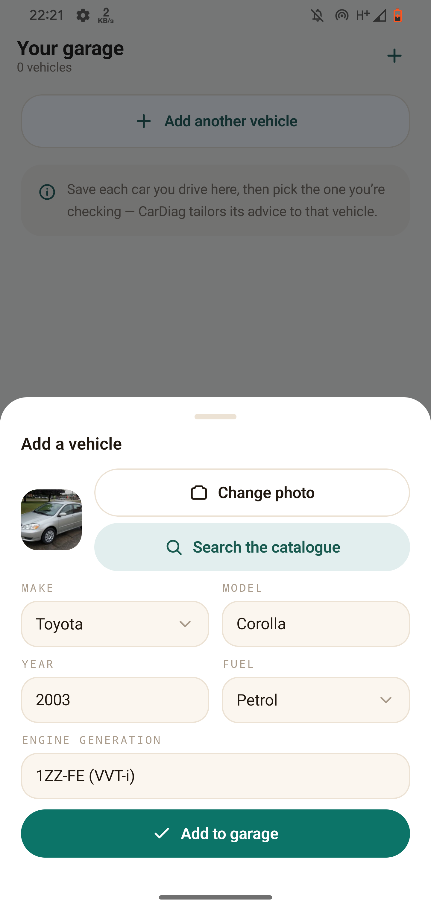 22:21 2 KB/s H+
Your garage
0 vehicles
Add another vehicle
Save each car you drive here, then pick the one you're
checking — CarDiag tailors its advice to that vehicle.
Add a vehicle
Change photo
Search the catalogue
MAKE MODEL
Toyota Corolla
YEAR FUEL
2003 Petrol
ENGINE GENERATION
1ZZ-FE (VVT-i)
Add to garage